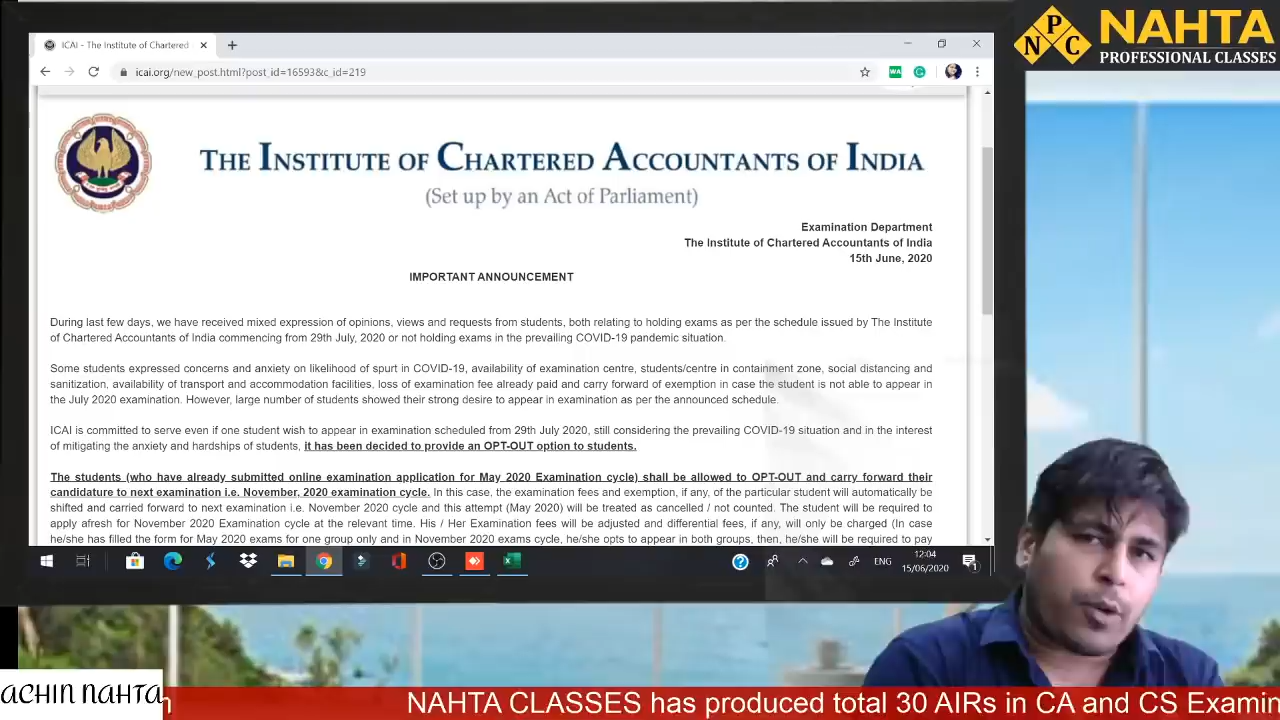 ICAI - The Institute of Chartered
icai.org/new_post.html?post_id=16593&c_id=219
N P C
NAHTA
PROFESSIONAL CLASSES
THE INSTITUTE OF CHARTERED ACCOUNTANTS OF INDIA
(Set up by an Act of Parliament)
Examination Department
The Institute of Chartered Accountants of India
15th June, 2020
IMPORTANT ANNOUNCEMENT
During last few days, we have received mixed expression of opinions, views and requests from students, both relating to holding exams as per the schedule issued by The Institute
of Chartered Accountants of India commencing from 29th July, 2020 or not holding exams in the prevailing COVID-19 pandemic situation.
Some students expressed concerns and anxiety on likelihood of spurt in COVID-19, availability of examination centre, students/centre in containment zone, social distancing and
sanitization, availability of transport and accommodation facilities, loss of examination fee already paid and carry forward of exemption in case the student is not able to appear in
the July 2020 examination. However, large number of students showed their strong desire to appear in examination as per the announced schedule.
ICAI is committed to serve even if one student wish to appear in examination scheduled from 29th July 2020, still considering the prevailing COVID-19 situation and in the interest
of mitigating the anxiety and hardships of students, it has been decided to provide an OPT-OUT option to students.
The students (who have already submitted online examination application for May 2020 Examination cycle) shall be allowed to OPT-OUT and carry forward their
candidature to next examination i.e. November, 2020 examination cycle. In this case, the examination fees and exemption, if any, of the particular student will automatically be
shifted and carried forward to next examination i.e. November 2020 cycle and this attempt (May 2020) will be treated as cancelled / not counted. The student will be required to
apply afresh for November 2020 Examination cycle at the relevant time. His / Her Examination fees will be adjusted and differential fees, if any, will only be charged (In case
he/she has filled the form for May 2020 exams for one group only and in November 2020 exams cycle, he/she opts to appear in both groups, then, he/she will be required to pay
ENG
12:04
15/06/2020
1
ACHIN NAHTA
NAHTA CLASSES has produced total 30 AIRs in CA and CS Examin